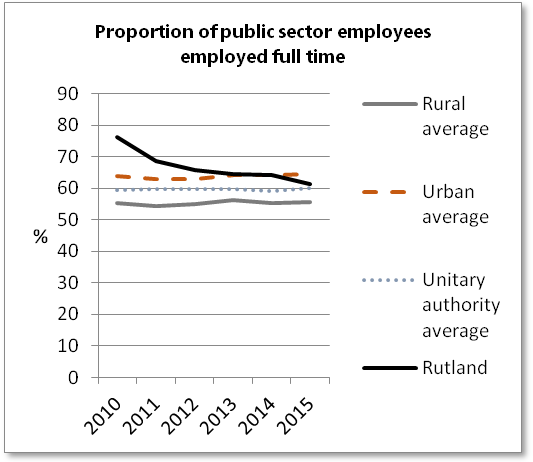 Proportion of public sector employees
employed full time
90
80
70
60
50
40
30
20
10
0
%
2010
2011
2012
2013
2014
2015
Rural
average
Urban
average
Unitary
authority
average
Rutland